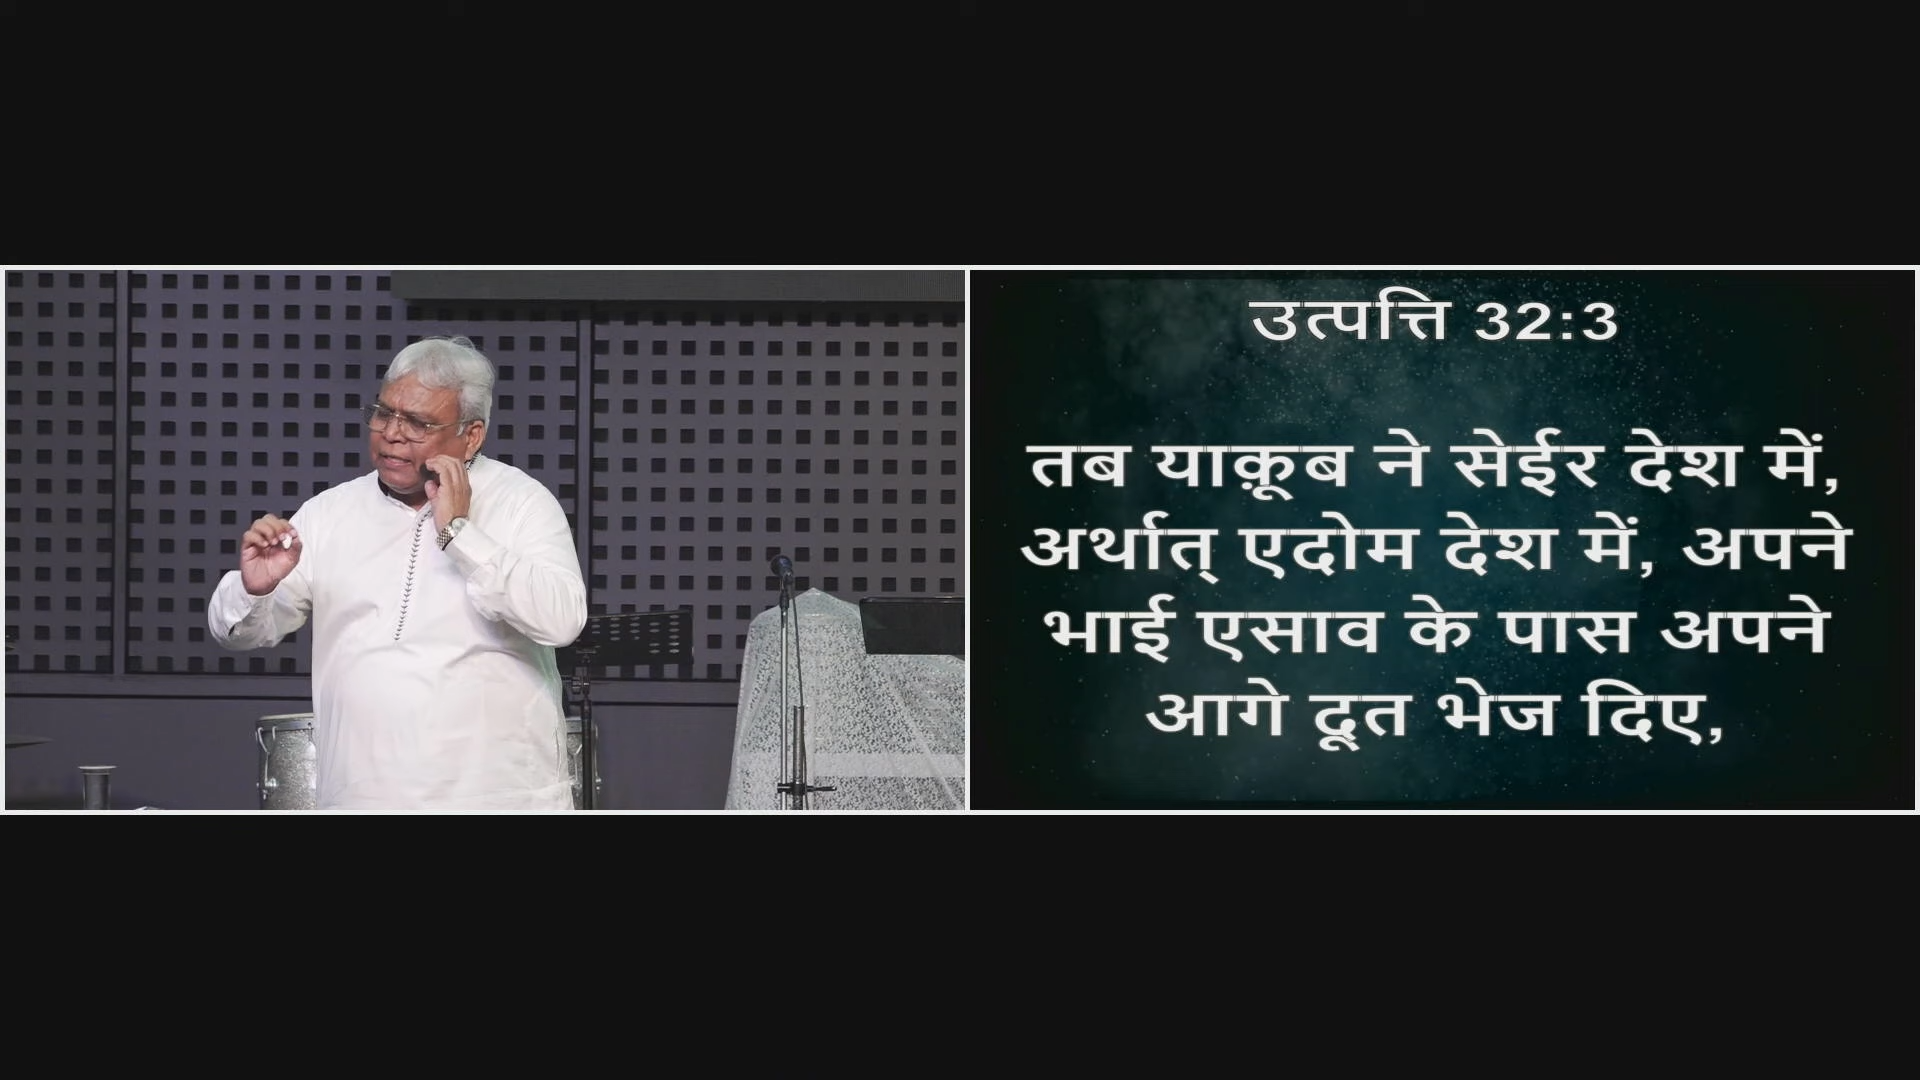 उत्पत्ति 32:3
तब याक़ूब ने सेईर देश में,
अर्थात् एदोम देश में, अपने
भाई एसाव के पास अपने
आगे दूत भेज दिए,